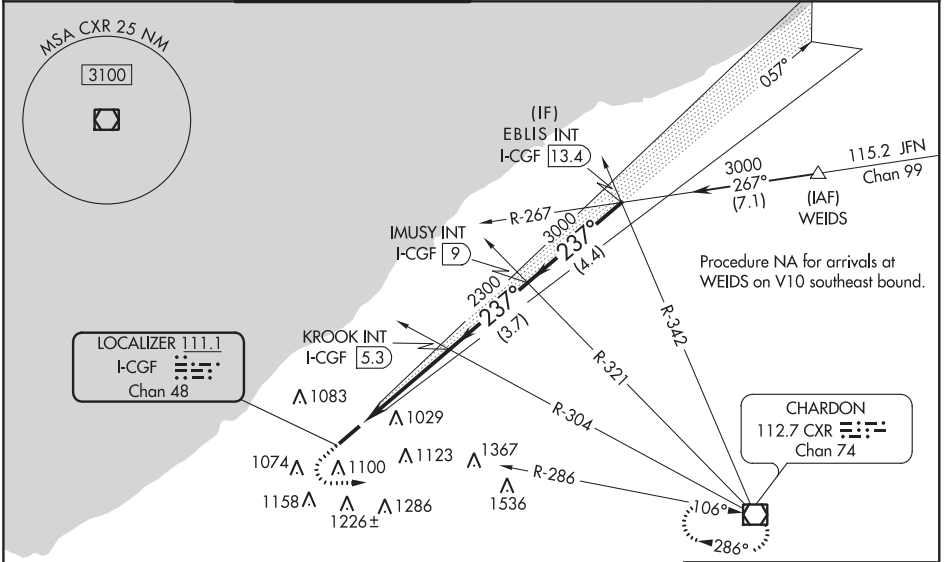 MSA CXR 25 NM
3100
(IF)
EBLIS INT
I-CGF 13.4
057°
3000
267°
(7.1)
115.2 JFN
Chan 99
(IAF)
WEIDS
R-267
3000
237°
(4.4)
IMUSY INT
I-CGF 9
Procedure NA for arrivals at
WEIDS on V10 southeast bound.
2300
237°
(3.7)
R-342
KROOK INT
I-CGF 5.3
LOCALIZER 111.1
I-CGF
Chan 48
R-321
R-304
1083
1029
CHARDON
112.7 CXR
Chan 74
1123
1367
1074
1100
R-286
1158
1226±
1286
1536
106°
286°